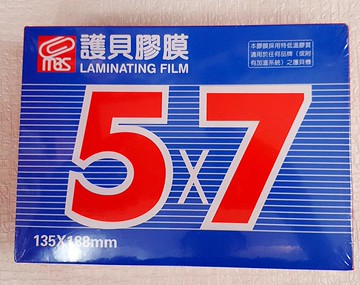 mbs
護貝膠膜
LAMINATING FILM
本膠膜採用特低溫膠質
適用於任何品牌（或附
有加溫系統）之護貝機
5x7
135X188mm